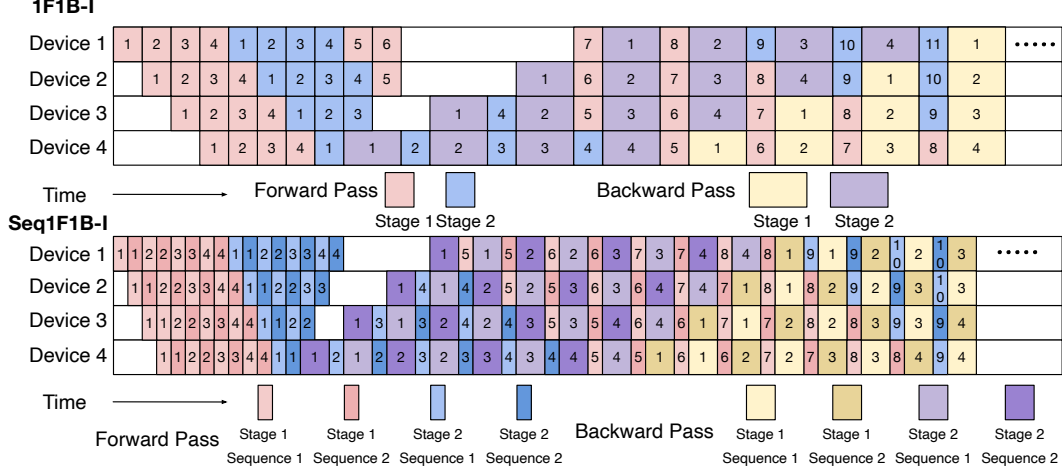 1F1B-I
Device 1 1 2 3 4 1 2 3 4 5 6 7 1 8 2 9 3 10 4 11 1 .....
Device 2 1 2 3 4 1 2 3 4 5 1 6 2 7 3 8 4 9 1 10 2
Device 3 1 2 3 4 1 2 3 1 4 2 5 3 6 4 7 1 8 2 9 3
Device 4 1 2 3 4 1 1 2 2 3 3 4 4 5 1 6 2 7 3 8 4
Time Forward Pass Backward Pass
Stage 1 Stage 2 Stage 1 Stage 2
Seq1F1B-I
Device 1 1 1 2 2 3 3 4 4 1 1 2 2 3 3 4 4 1 5 1 5 2 6 2 6 3 7 3 7 4 8 4 8 1 9 1 9 2 10 2 10 3 .....
Device 2 1 1 2 2 3 3 4 4 1 1 2 2 3 3 1 4 1 4 2 5 2 5 3 6 3 6 4 7 4 7 1 8 1 8 2 9 2 9 3 10 3
Device 3 1 1 2 2 3 3 4 4 1 1 2 2 1 3 1 3 2 4 2 4 3 5 3 5 4 6 4 6 1 7 1 7 2 8 2 8 3 9 3 9 4
Device 4 1 1 2 2 3 3 4 4 1 1 1 2 1 2 2 3 2 3 3 4 3 4 4 5 4 5 1 6 1 6 2 7 2 7 3 8 3 8 4 9 4
Time
Forward Pass Stage 1 Stage 1 Stage 2 Stage 2 Backward Pass Stage 1 Stage 1 Stage 2 Stage 2
Sequence 1 Sequence 2 Sequence 1 Sequence 2 Sequence 1 Sequence 2 Sequence 1 Sequence 2